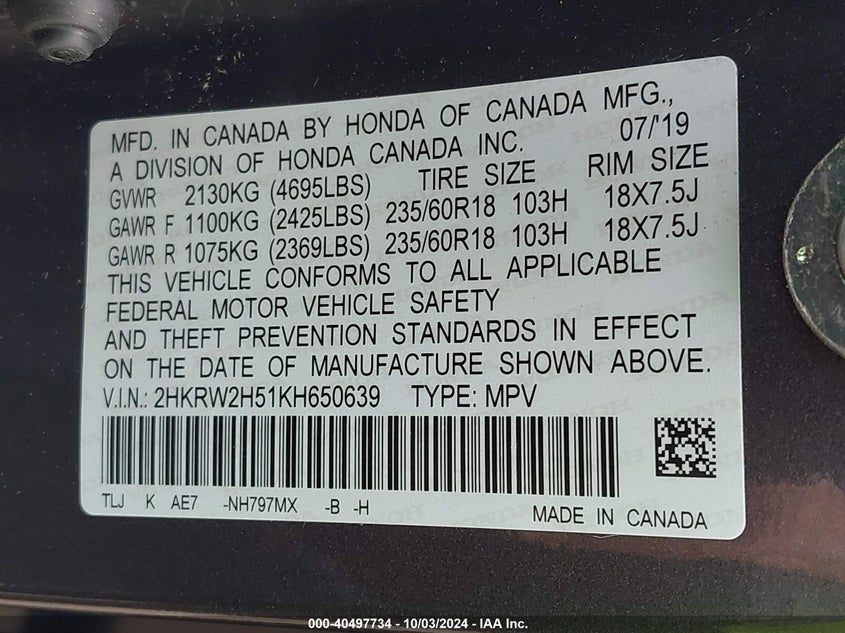 MFD. IN CANADA BY HONDA OF CANADA MFG.,
A DIVISION OF HONDA CANADA INC. 07/'19
GVWR 2130KG (4695LBS) TIRE SIZE RIM SIZE
GAWR F 1100KG (2425LBS) 235/60R18 103H 18X7.5J
GAWR R 1075KG (2369LBS) 235/60R18 103H 18X7.5J
THIS VEHICLE CONFORMS TO ALL APPLICABLE
FEDERAL MOTOR VEHICLE SAFETY
AND THEFT PREVENTION STANDARDS IN EFFECT
ON THE DATE OF MANUFACTURE SHOWN ABOVE.
V.I.N.: 2HKRW2H51KH650639 TYPE: MPV
TLJ K AE7 -NH797MX -B -H
MADE IN CANADA
000-40497734 - 10/03/2024 - IAA Inc.